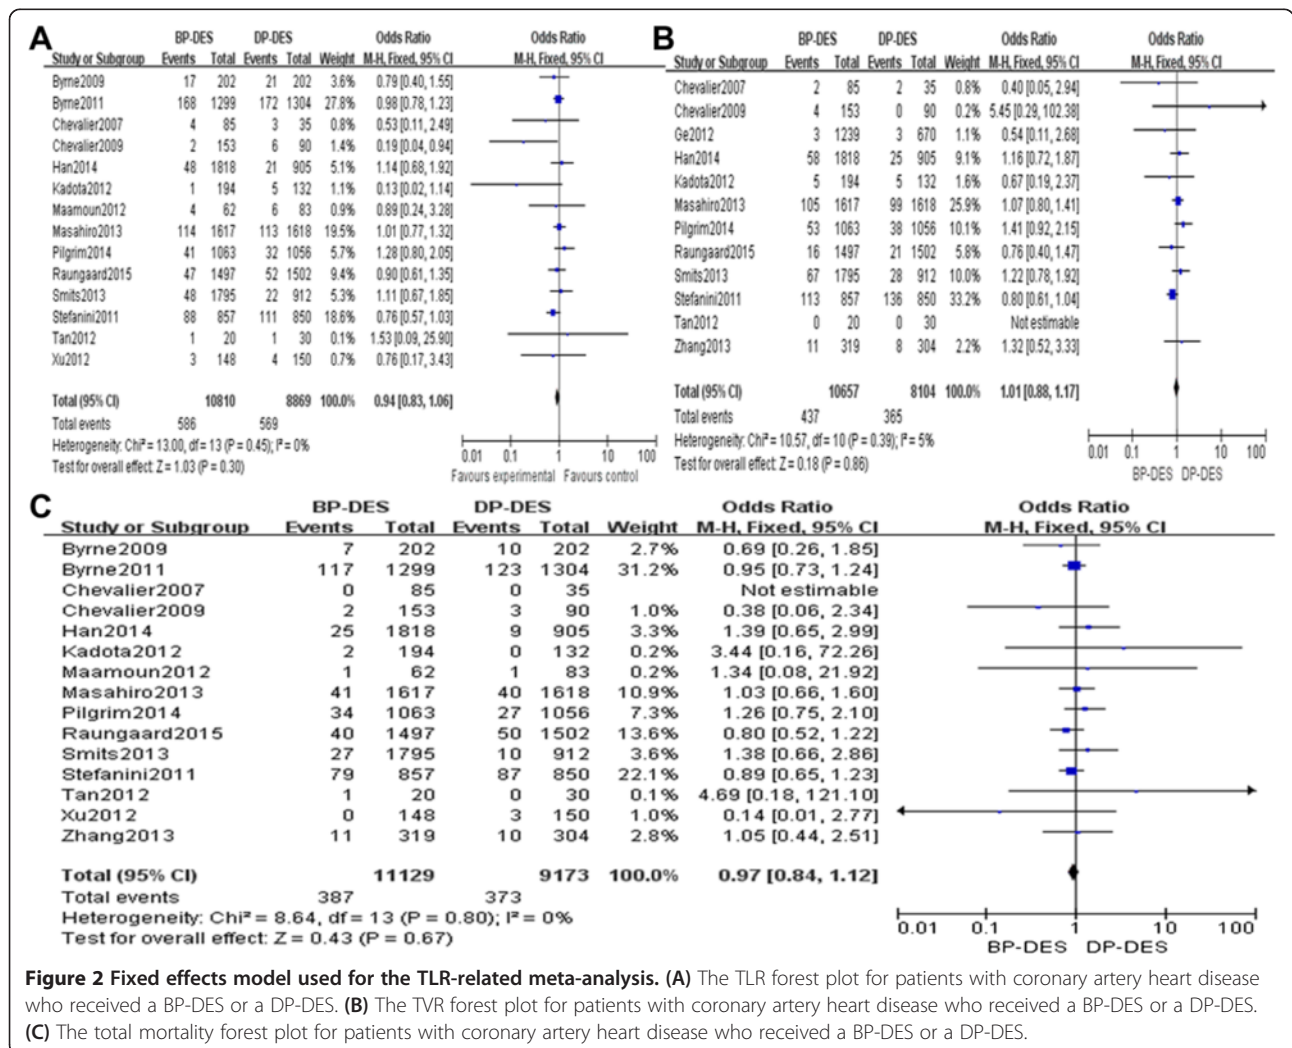 A
BP-DES DP-DES Odds Ratio Odds Ratio
Study or Subgroup Events Total Events Total Weight M-H, Fixed, 95% CI M-H, Fixed, 95% CI
Byrne2009 17 202 21 202 3.6% 0.79 [0.40, 1.55]
Byrne2011 168 1299 172 1304 27.8% 0.98 [0.78, 1.23]
Chevalier2007 4 85 3 35 0.8% 0.53 [0.11, 2.49]
Chevalier2009 2 153 6 90 1.4% 0.19 [0.04, 0.94]
Han2014 48 1818 21 905 5.1% 1.14 [0.68, 1.92]
Kadota2012 1 194 5 132 1.1% 0.13 [0.02, 1.14]
Maamoun2012 4 62 6 83 0.9% 0.89 [0.24, 3.28]
Masahiro2013 114 1617 113 1618 19.5% 1.01 [0.77, 1.32]
Pilgrim2014 41 1063 32 1056 5.7% 1.28 [0.80, 2.05]
Raungaard2015 47 1497 52 1502 9.4% 0.90 [0.61, 1.35]
Smits2013 48 1795 22 912 5.3% 1.11 [0.67, 1.85]
Stefanini2011 88 857 111 850 18.6% 0.76 [0.57, 1.03]
Tan2012 1 20 1 30 0.1% 1.53 [0.09, 25.90]
Xu2012 3 148 4 150 0.7% 0.76 [0.17, 3.43]
Total (95% CI) 10810 8869 100.0% 0.94 [0.83, 1.06]
Total events 586 569
Heterogeneity: Chi² = 13.00, df = 13 (P = 0.45); I² = 0%
Test for overall effect: Z = 1.03 (P = 0.30)
0.01 0.1 1 10 100
Favours experimental Favours control
B
BP-DES DP-DES Odds Ratio Odds Ratio
Study or Subgroup Events Total Events Total Weight M-H, Fixed, 95% CI M-H, Fixed, 95% CI
Chevalier2007 2 85 2 35 0.8% 0.40 [0.05, 2.94]
Chevalier2009 4 153 0 90 0.2% 5.45 [0.29, 102.38]
Ge2012 3 1239 3 670 1.1% 0.54 [0.11, 2.68]
Han2014 58 1818 25 905 9.1% 1.16 [0.72, 1.87]
Kadota2012 5 194 5 132 1.6% 0.67 [0.19, 2.37]
Masahiro2013 105 1617 99 1618 25.9% 1.07 [0.80, 1.41]
Pilgrim2014 53 1063 38 1056 10.1% 1.41 [0.92, 2.15]
Raungaard2015 16 1497 21 1502 5.8% 0.76 [0.40, 1.47]
Smits2013 67 1795 28 912 10.0% 1.22 [0.78, 1.92]
Stefanini2011 113 857 136 850 33.2% 0.80 [0.61, 1.04]
Tan2012 0 20 0 30 Not estimable
Zhang2013 11 319 8 304 2.2% 1.32 [0.52, 3.33]
Total (95% CI) 10657 8104 100.0% 1.01 [0.88, 1.17]
Total events 437 365
Heterogeneity: Chi² = 10.57, df = 10 (P = 0.39); I² = 5%
Test for overall effect: Z = 0.18 (P = 0.86)
0.01 0.1 1 10 100
BP-DES DP-DES
C
BP-DES DP-DES Odds Ratio Odds Ratio
Study or Subgroup Events Total Events Total Weight M-H, Fixed, 95% CI M-H, Fixed, 95% CI
Byrne2009 7 202 10 202 2.7% 0.69 [0.26, 1.85]
Byrne2011 117 1299 123 1304 31.2% 0.95 [0.73, 1.24]
Chevalier2007 0 85 0 35 Not estimable
Chevalier2009 2 153 3 90 1.0% 0.38 [0.06, 2.34]
Han2014 25 1818 9 905 3.3% 1.39 [0.65, 2.99]
Kadota2012 2 194 0 132 0.2% 3.44 [0.16, 72.26]
Maamoun2012 1 62 1 83 0.2% 1.34 [0.08, 21.92]
Masahiro2013 41 1617 40 1618 10.9% 1.03 [0.66, 1.60]
Pilgrim2014 34 1063 27 1056 7.3% 1.26 [0.75, 2.10]
Raungaard2015 40 1497 50 1502 13.6% 0.80 [0.52, 1.22]
Smits2013 27 1795 10 912 3.6% 1.38 [0.66, 2.86]
Stefanini2011 79 857 87 850 22.1% 0.89 [0.65, 1.23]
Tan2012 1 20 0 30 0.1% 4.69 [0.18, 121.10]
Xu2012 0 148 3 150 1.0% 0.14 [0.01, 2.77]
Zhang2013 11 319 10 304 2.8% 1.05 [0.44, 2.51]
Total (95% CI) 11129 9173 100.0% 0.97 [0.84, 1.12]
Total events 387 373
Heterogeneity: Chi² = 8.64, df = 13 (P = 0.80); I² = 0%
Test for overall effect: Z = 0.43 (P = 0.67)
0.01 0.1 1 10 100
BP-DES DP-DES
Figure 2 Fixed effects model used for the TLR-related meta-analysis. (A) The TLR forest plot for patients with coronary artery heart disease
who received a BP-DES or a DP-DES. (B) The TVR forest plot for patients with coronary artery heart disease who received a BP-DES or a DP-DES.
(C) The total mortality forest plot for patients with coronary artery heart disease who received a BP-DES or a DP-DES.